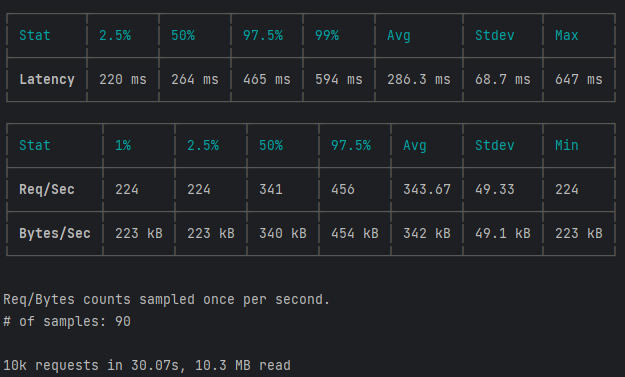 Stat 2.5% 50% 97.5% 99% Avg Stdev Max
Latency 220 ms 264 ms 465 ms 594 ms 286.3 ms 68.7 ms 647 ms
Stat 1% 2.5% 50% 97.5% Avg Stdev Min
Req/Sec 224 224 341 456 343.67 49.33 224
Bytes/Sec 223 kB 223 kB 340 kB 454 kB 342 kB 49.1 kB 223 kB
Req/Bytes counts sampled once per second.
# of samples: 90
10k requests in 30.07s, 10.3 MB read